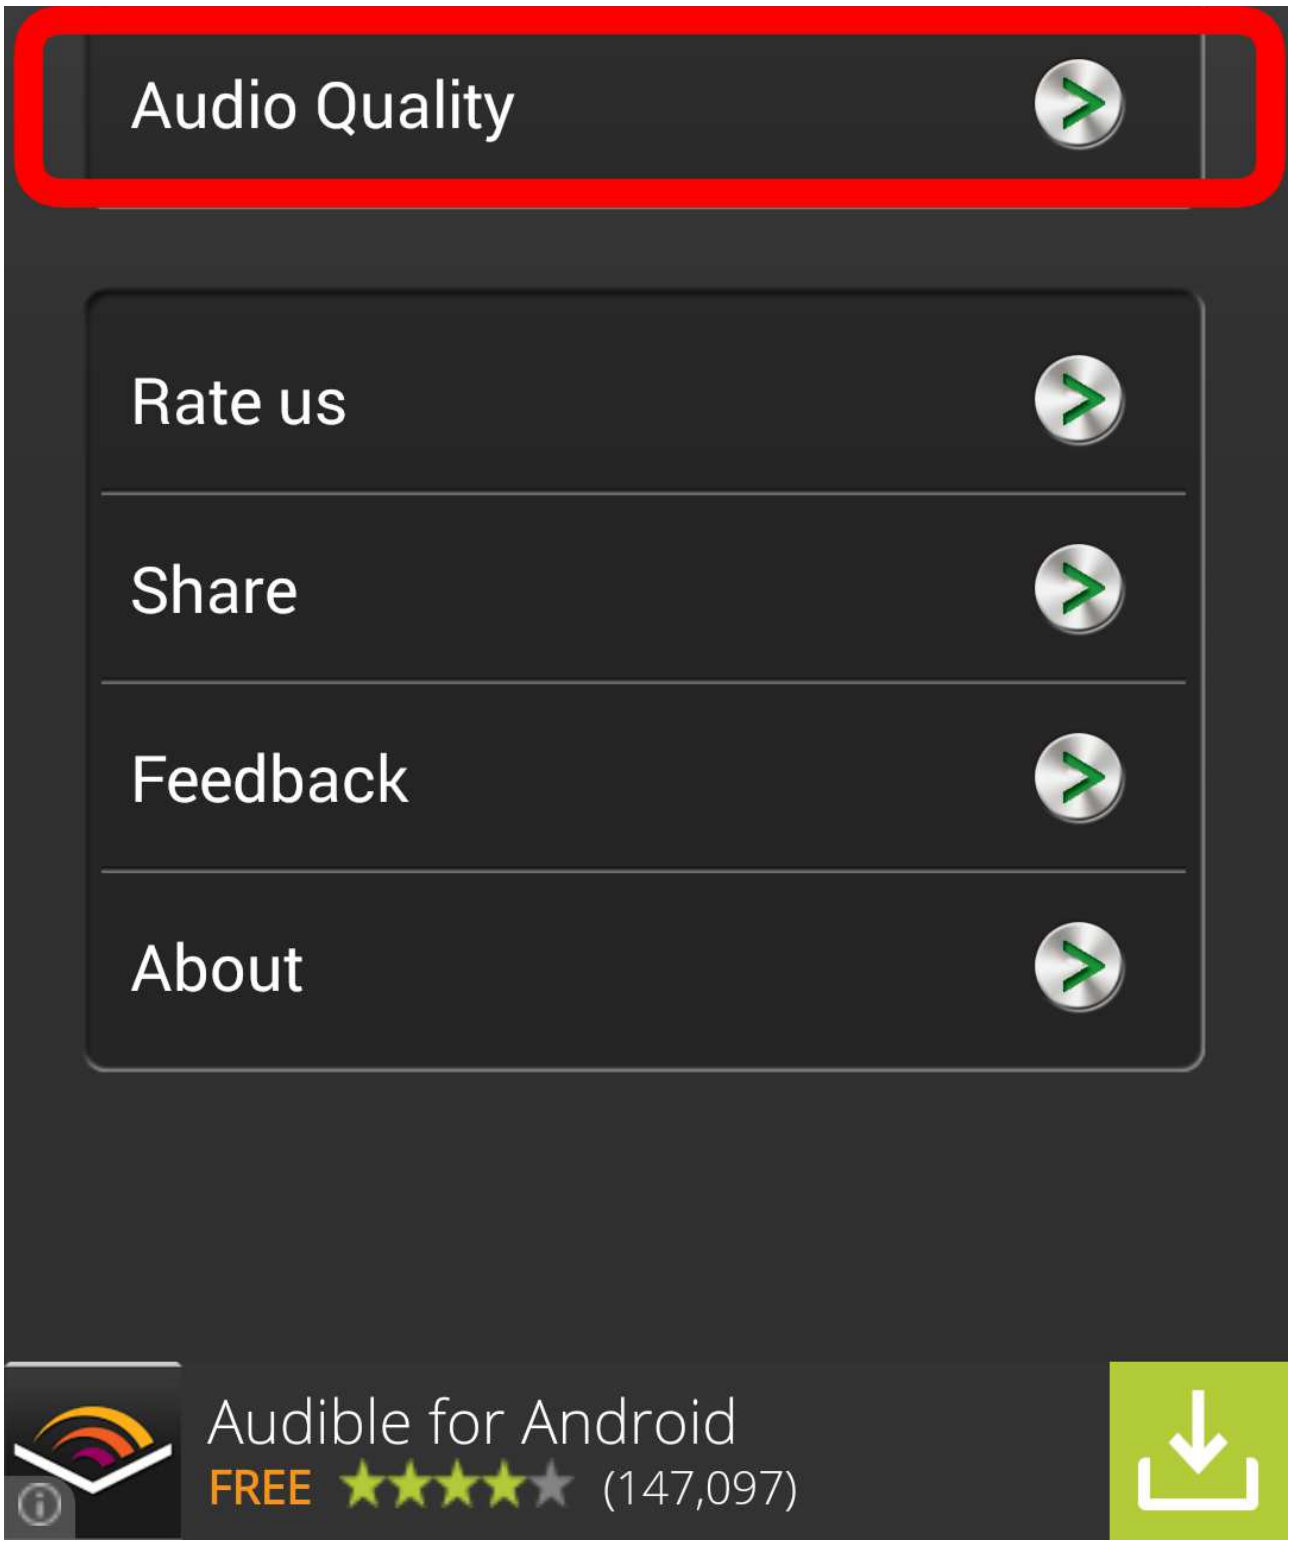 Audio Quality
Rate us
Share
Feedback
About
Audible for Android
FREE (147,097)